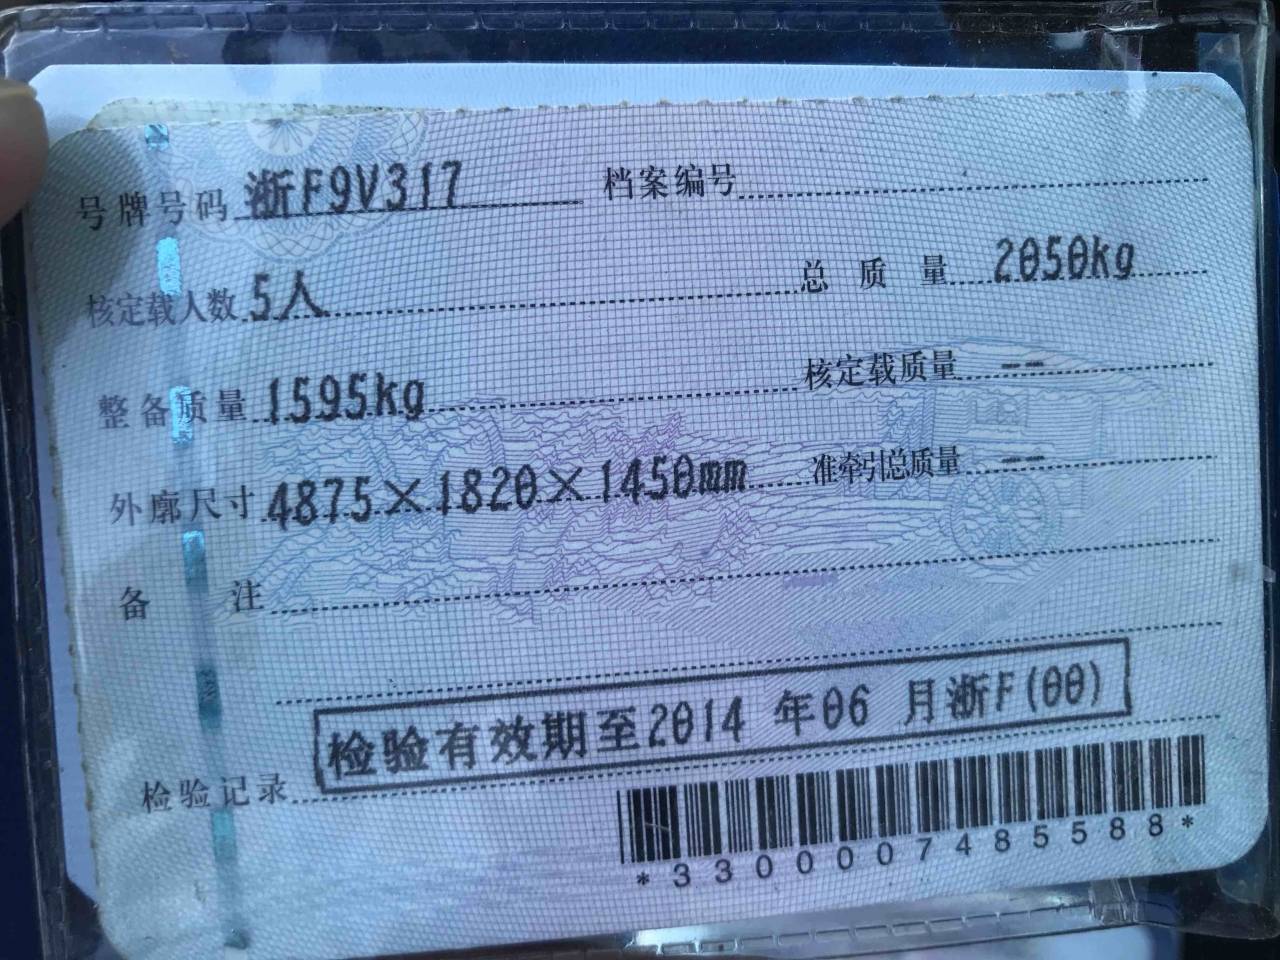 号牌号码 浙F9V317 档案编号
核定载人数 5人 总质量 2050kg
整备质量 1595kg 核定载质量 --
外廓尺寸 4875×1820×1450mm 准牵引总质量 --
备注
检验有效期至2014 年06 月浙F(00)
检验记录
*3300007485588*